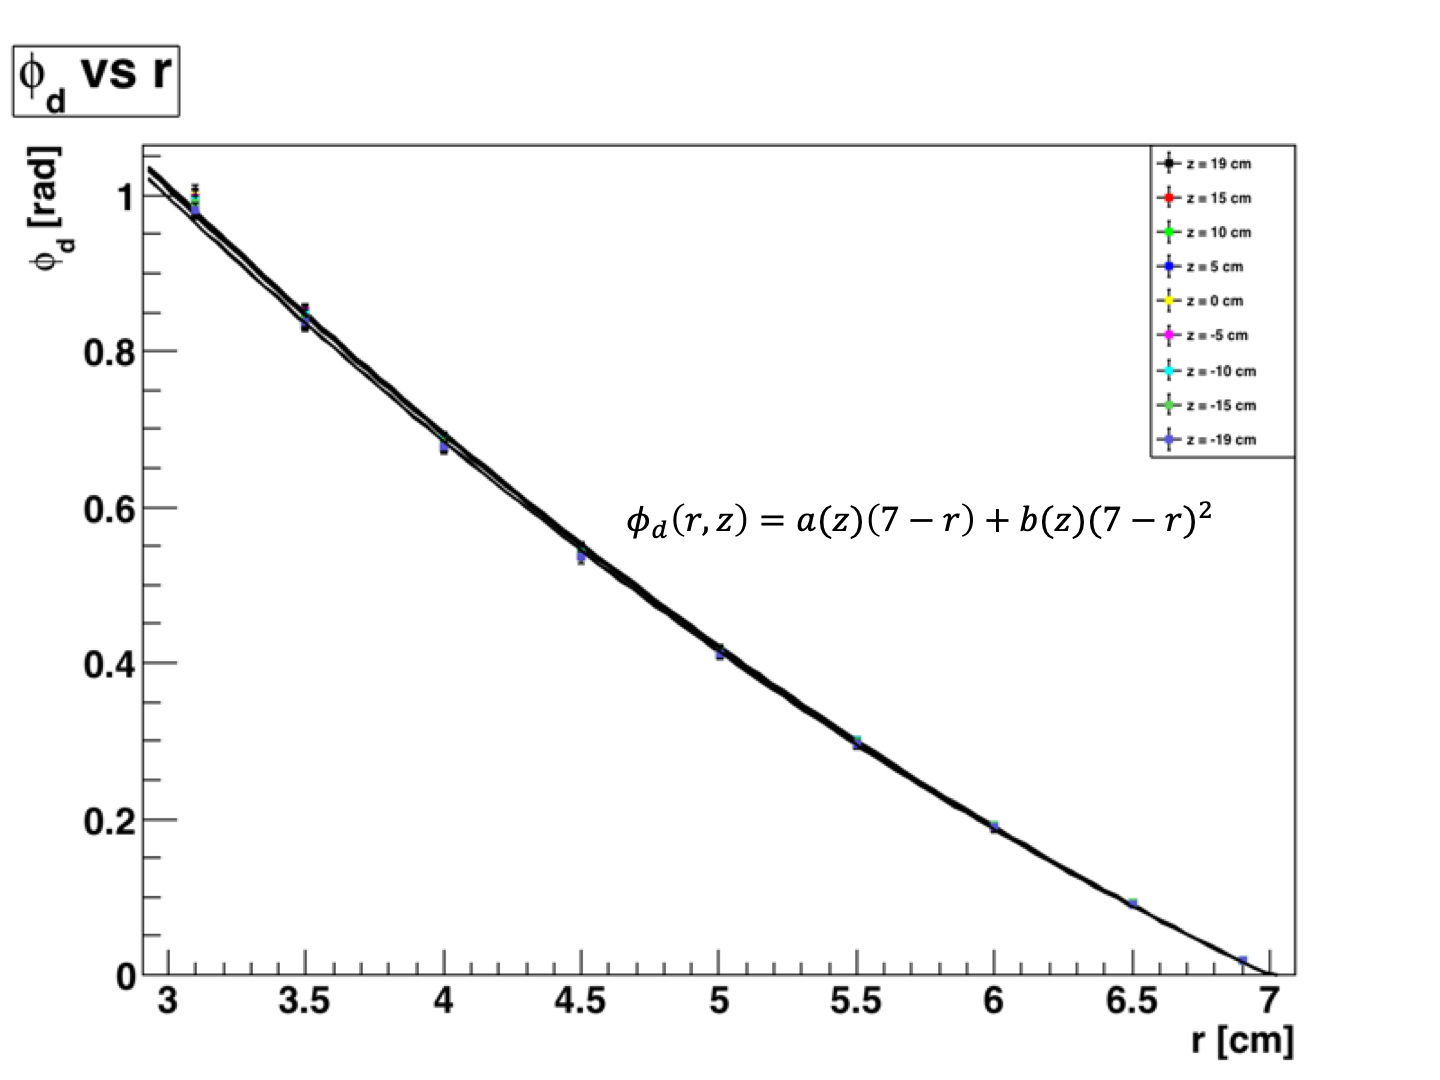 ϕd vs r
ϕd [rad]
1
0.8
0.6
0.4
0.2
0
3 3.5 4 4.5 5 5.5 6 6.5 7
r [cm]
z = 19 cm
z = 15 cm
z = 10 cm
z = 5 cm
z = 0 cm
z = -5 cm
z = -10 cm
z = -15 cm
z = -19 cm
ϕd(r, z) = a(z)(7 − r) + b(z)(7 − r)²